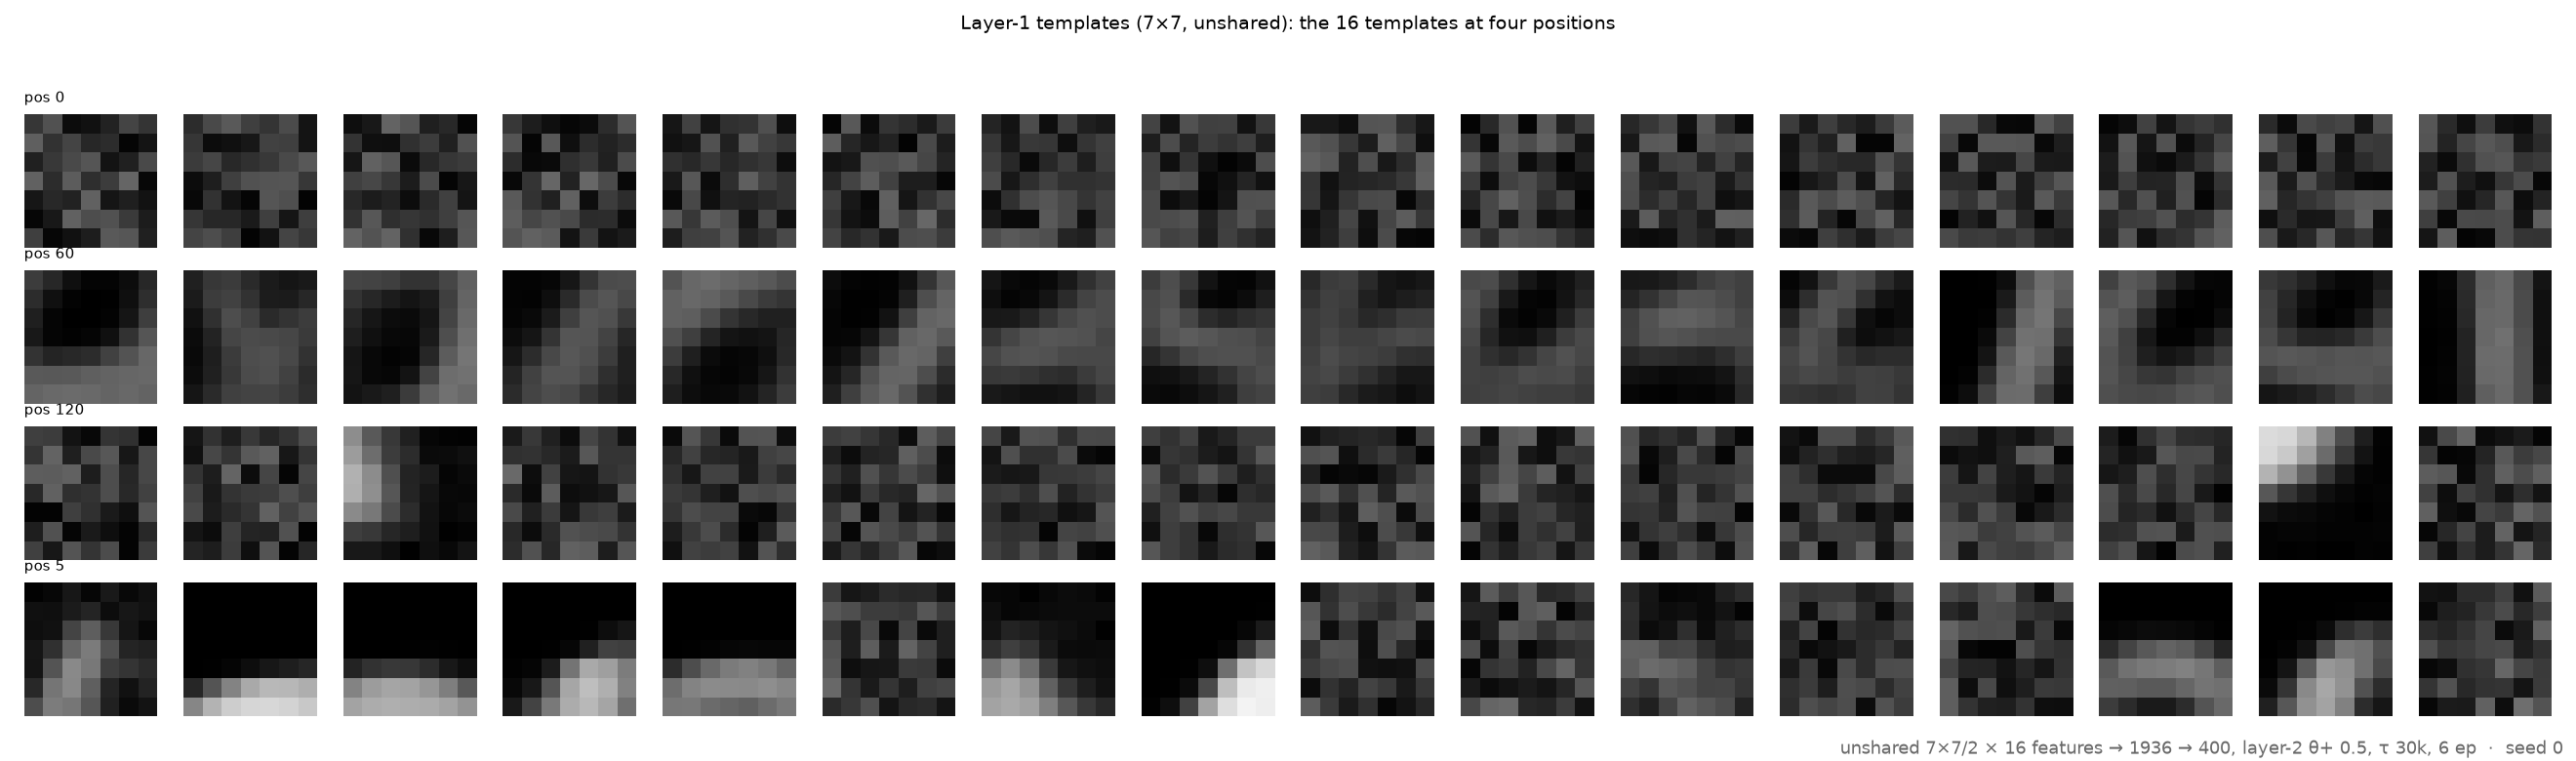 Layer-1 templates (7×7, unshared): the 16 templates at four positions
pos 0
pos 60
pos 120
pos 5
unshared 7×7/2 × 16 features → 1936 → 400, layer-2 θ+ 0.5, τ 30k, 6 ep · seed 0